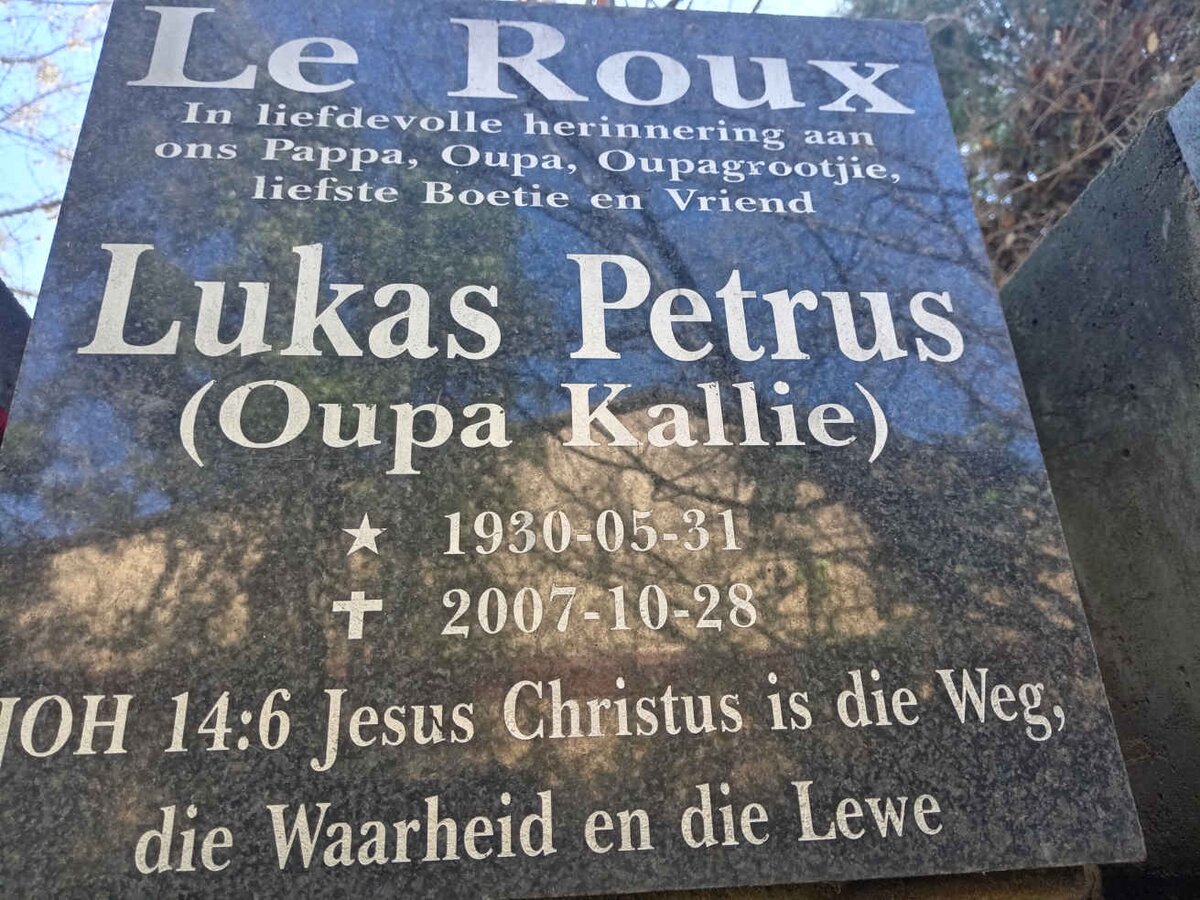 Le Roux
In liefdevolle herinnering aan
ons Pappa, Oupa, Oupagrootjie,
liefste Boetie en Vriend
Lukas Petrus
(Oupa Kallie)
★ 1930-05-31
✝ 2007-10-28
JOH 14:6 Jesus Christus is die Weg,
die Waarheid en die Lewe